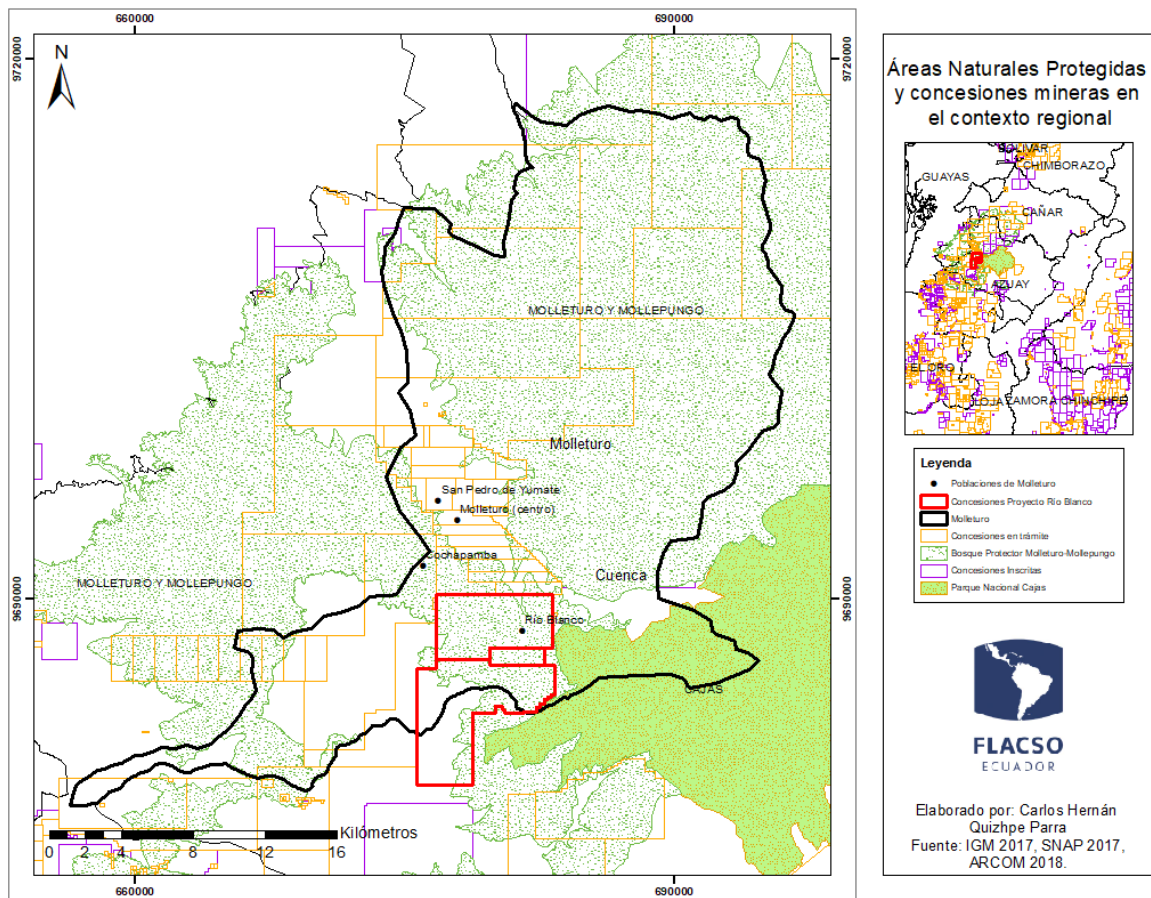 660000
690000
9720000
9720000
N
MOLLETURO Y MOLLEPUNGO
Molleturo
San Pedro de Yumate
Molleturo (centro)
Cochapamba
Cuenca
MOLLETURO Y MOLLEPUNGO
9690000
9690000
Río Blanco
CAJAS
Kilómetros
0 2 4 8 12 16
660000
690000
Áreas Naturales Protegidas
y concesiones mineras en
el contexto regional
BOLIVAR
CHIMBORAZO
GUAYAS
CAÑAR
AZUAY
EL ORO
LOJA
ZAMORA CHINCHIPE
Leyenda
Poblaciones de Molleturo
Concesiones Proyecto Río Blanco
Molleturo
Concesiones en trámite
Bosque Protector Molleturo-Mollepungo
Concesiones Inscritas
Parque Nacional Cajas
FLACSO
ECUADOR
Elaborado por: Carlos Hernán
Quizhpe Parra
Fuente: IGM 2017, SNAP 2017,
ARCOM 2018.